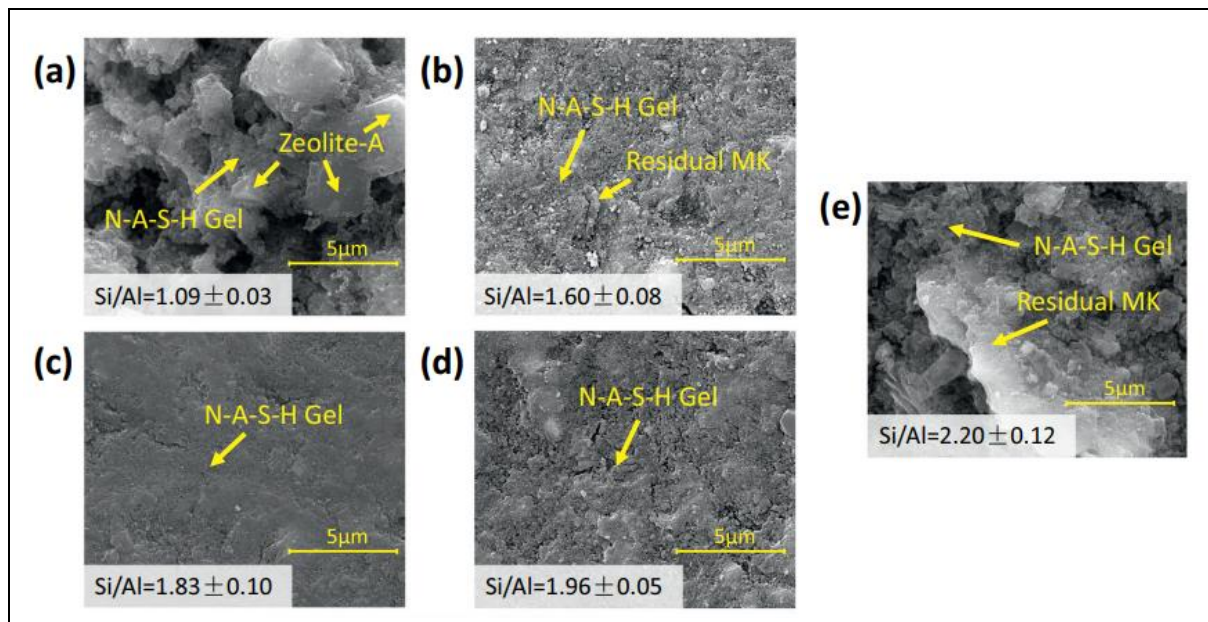 (a)
Zeolite-A
N-A-S-H Gel
5μm
Si/Al=1.09±0.03
(b)
N-A-S-H Gel
Residual MK
5μm
Si/Al=1.60±0.08
(c)
N-A-S-H Gel
5μm
Si/Al=1.83±0.10
(d)
N-A-S-H Gel
5μm
Si/Al=1.96±0.05
(e)
N-A-S-H Gel
Residual MK
5μm
Si/Al=2.20±0.12